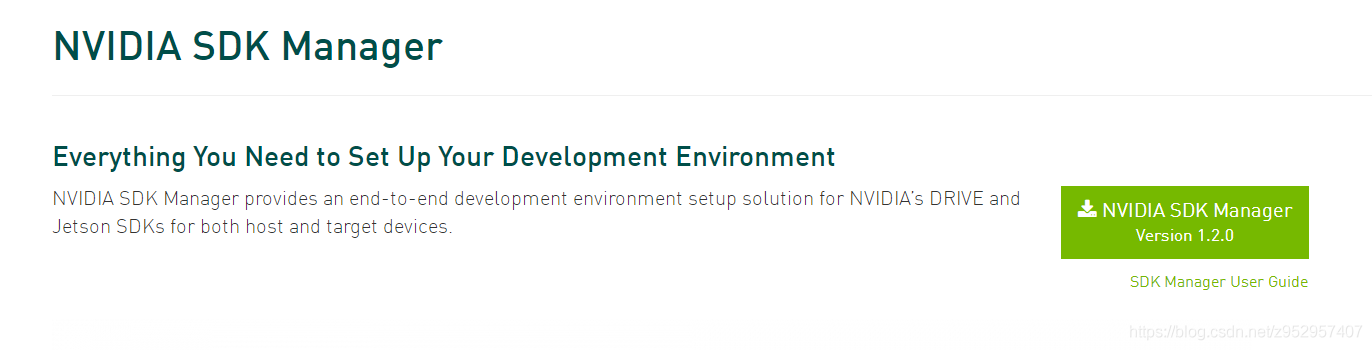 NVIDIA SDK Manager
Everything You Need to Set Up Your Development Environment
NVIDIA SDK Manager provides an end-to-end development environment setup solution for NVIDIA's DRIVE and
Jetson SDKs for both host and target devices.
NVIDIA SDK Manager
Version 1.2.0
SDK Manager User Guide
https://blog.csdn.net/z952957407